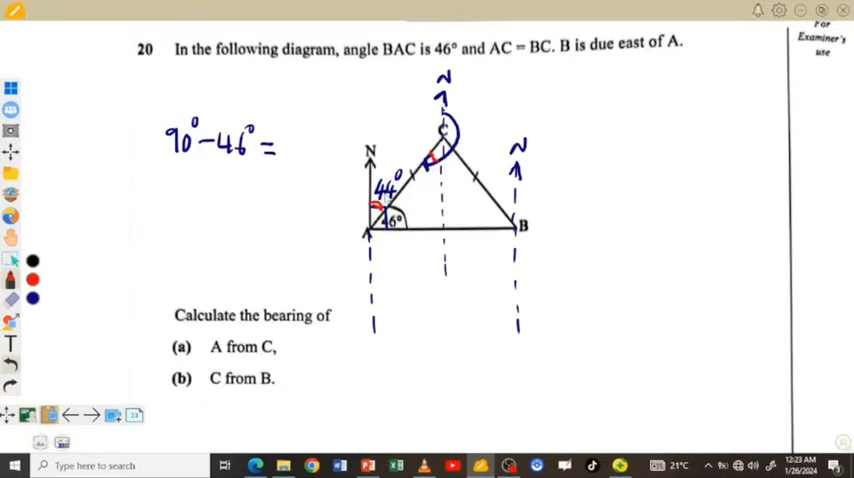 For
Examiner's
use
20 In the following diagram, angle BAC is 46° and AC = BC. B is due east of A.
N
C
90° - 46° =
N
N
44°
46°
A
B
Calculate the bearing of
(a) A from C,
(b) C from B.
T
23
Type here to search
21°C
12:23 AM
1/26/2024
3